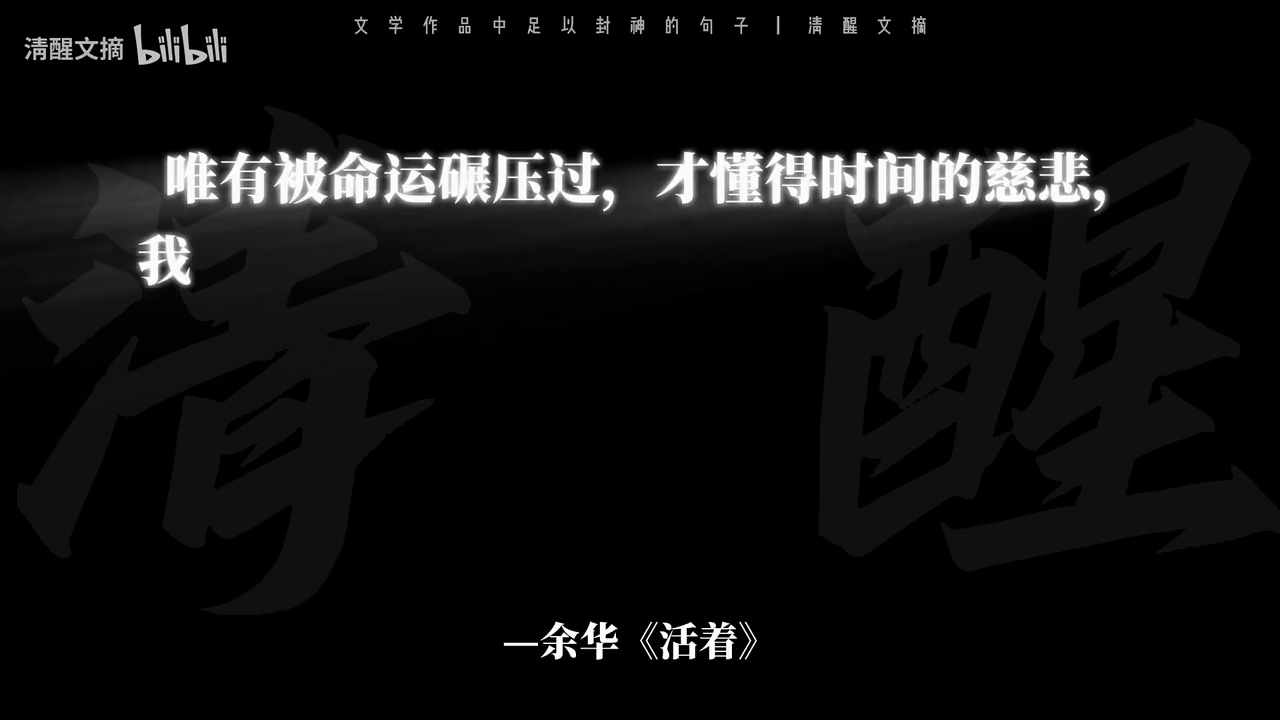 文学作品中足以封神的句子 | 清醒文摘
清醒文摘 bilibili
唯有被命运碾压过，才懂得时间的慈悲，
我
清醒
—余华《活着》